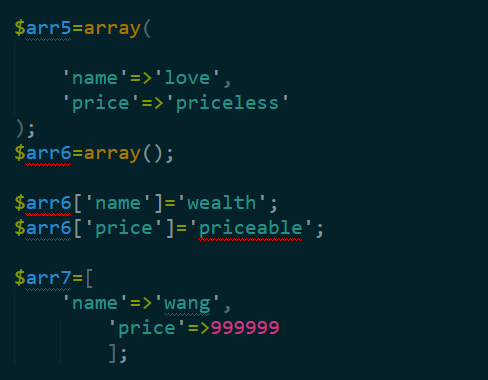 $arr5=array(
'name'=>'love',
'price'=>'priceless'
);
$arr6=array();
$arr6['name']='wealth';
$arr6['price']='priceable';
$arr7=[
'name'=>'wang',
'price'=>999999
];